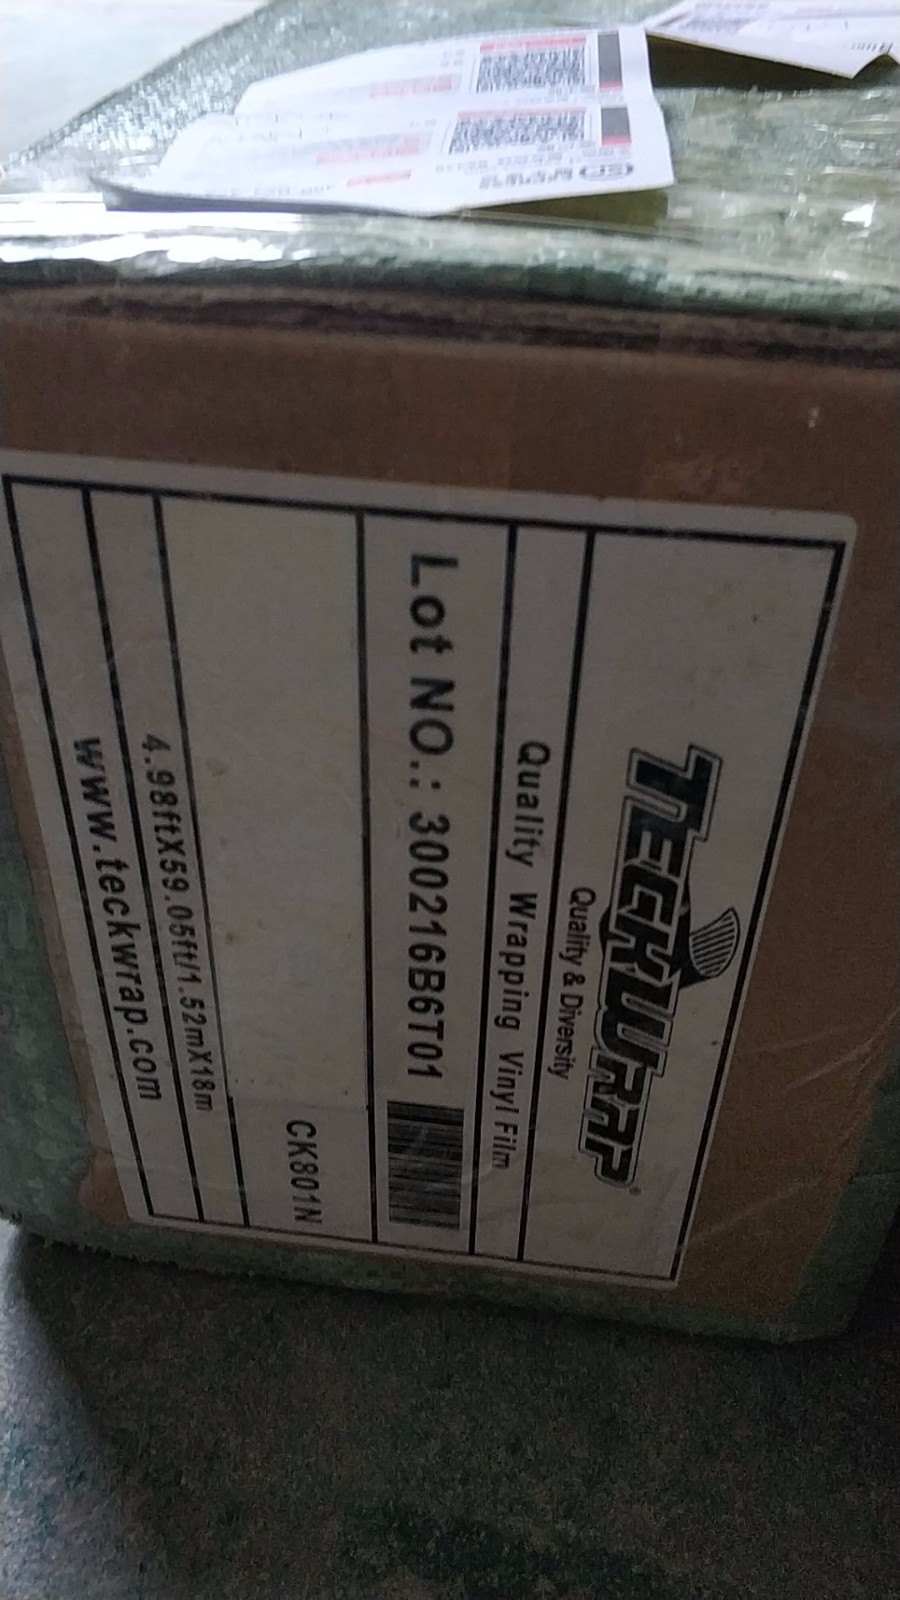 TECKWRAP®
Quality & Diversity
Quality Wrapping Vinyl Film
Lot NO.: 300216B6T01
CK801N
4.98ftX59.05ft/1.52mX18m
www.teckwrap.com